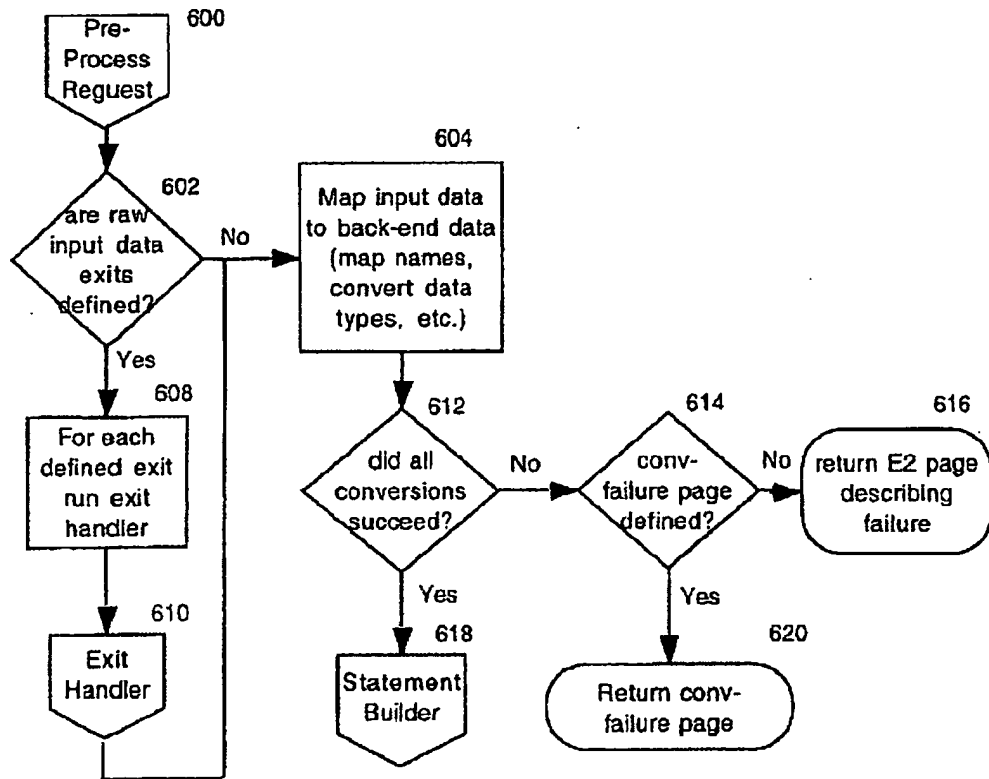 600
Pre-
Process
Reguest
602
are raw
input data
exits
defined?
No
Yes
604
Map input data
to back-end data
(map names,
convert data
types, etc.)
608
For each
defined exit
run exit
handler
610
Exit
Handler
612
did all
conversions
succeed?
No
Yes
614
conv-
failure page
defined?
No
Yes
616
return E2 page
describing
failure
618
Statement
Builder
620
Return conv-
failure page